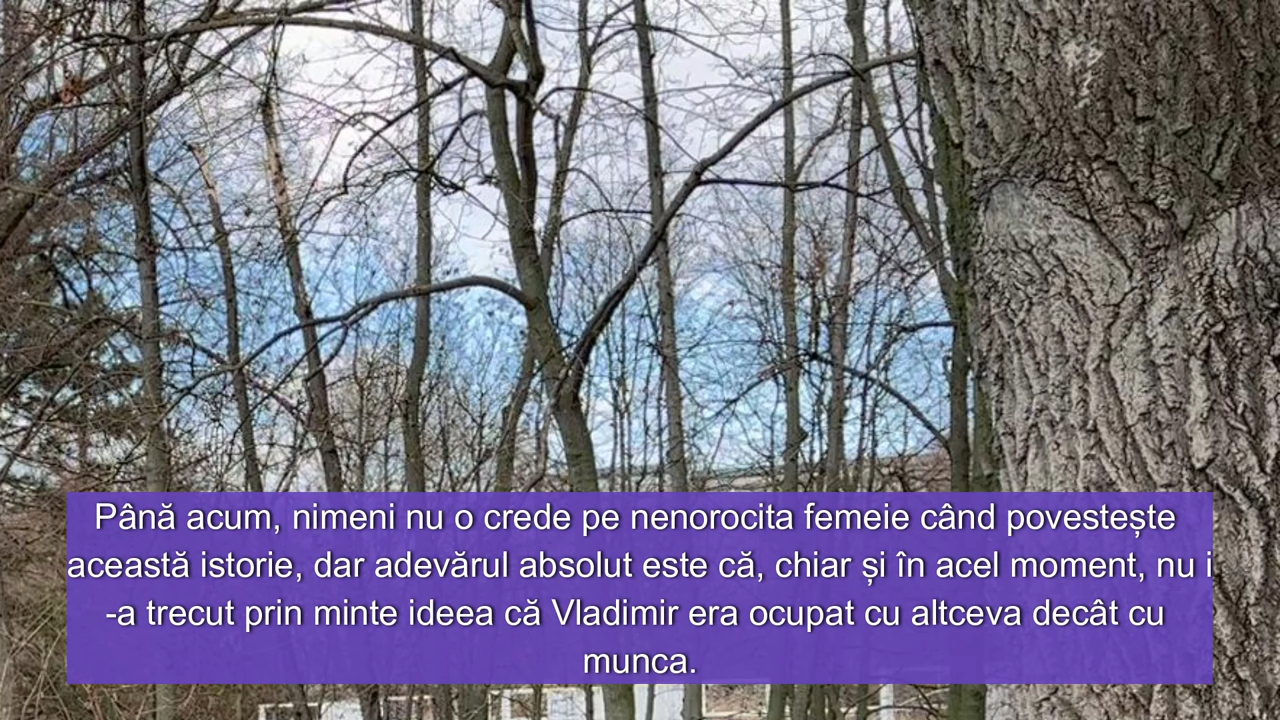 Până acum, nimeni nu o crede pe nenorocita femeie când povestește
această istorie, dar adevărul absolut este că, chiar și în acel moment, nu i
-a trecut prin minte ideea că Vladimir era ocupat cu altceva decât cu
munca.